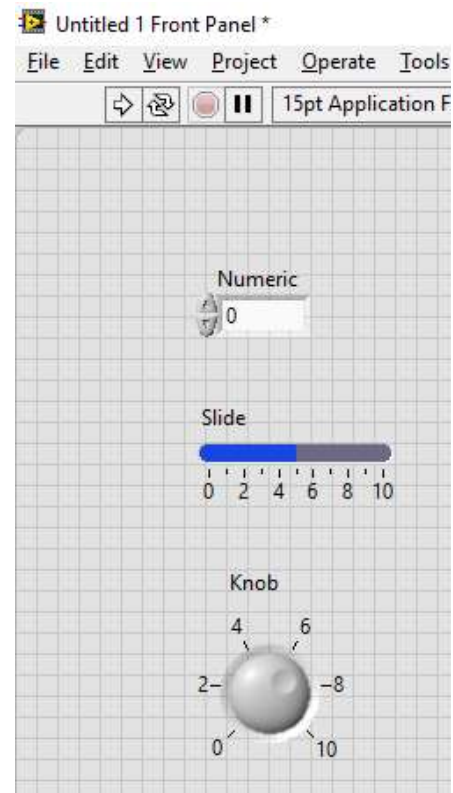 Untitled 1 Front Panel *
File Edit View Project Operate Tools
15pt Application F
Numeric
0
Slide
0 2 4 6 8 10
Knob
4 6
2 8
0 10